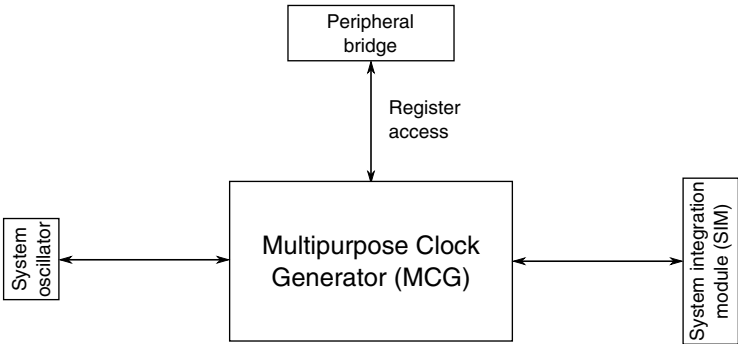 Peripheral
bridge
Register
access
System
oscillator
Multipurpose Clock
Generator (MCG)
System integration
module (SIM)